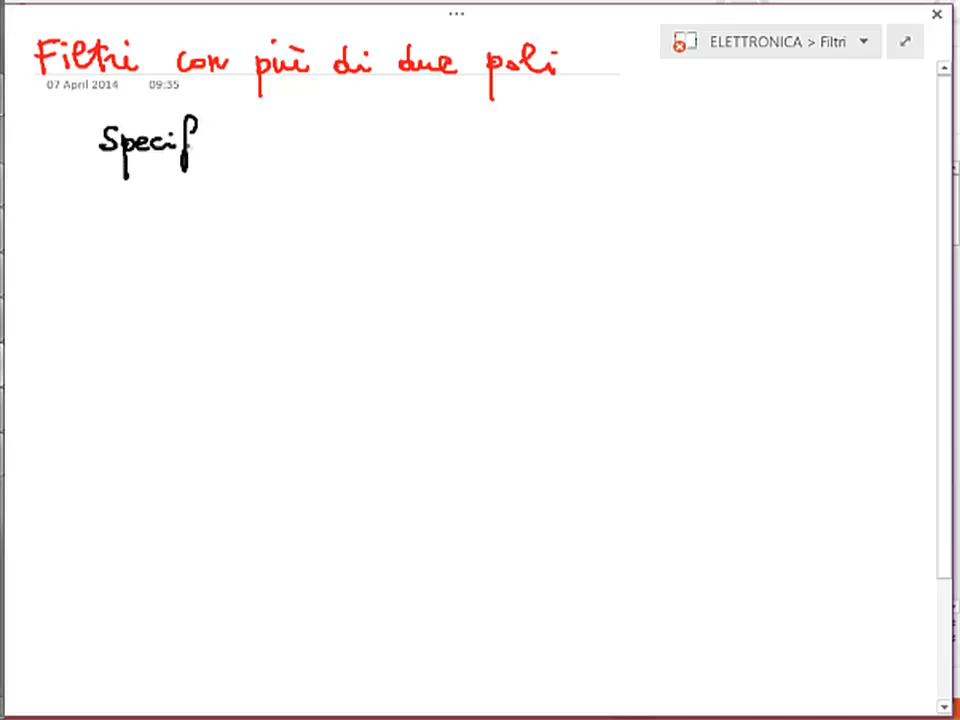 Filtri con più di due poli
ELETTRONICA > Filtri
07 April 2014 09:35
Specif